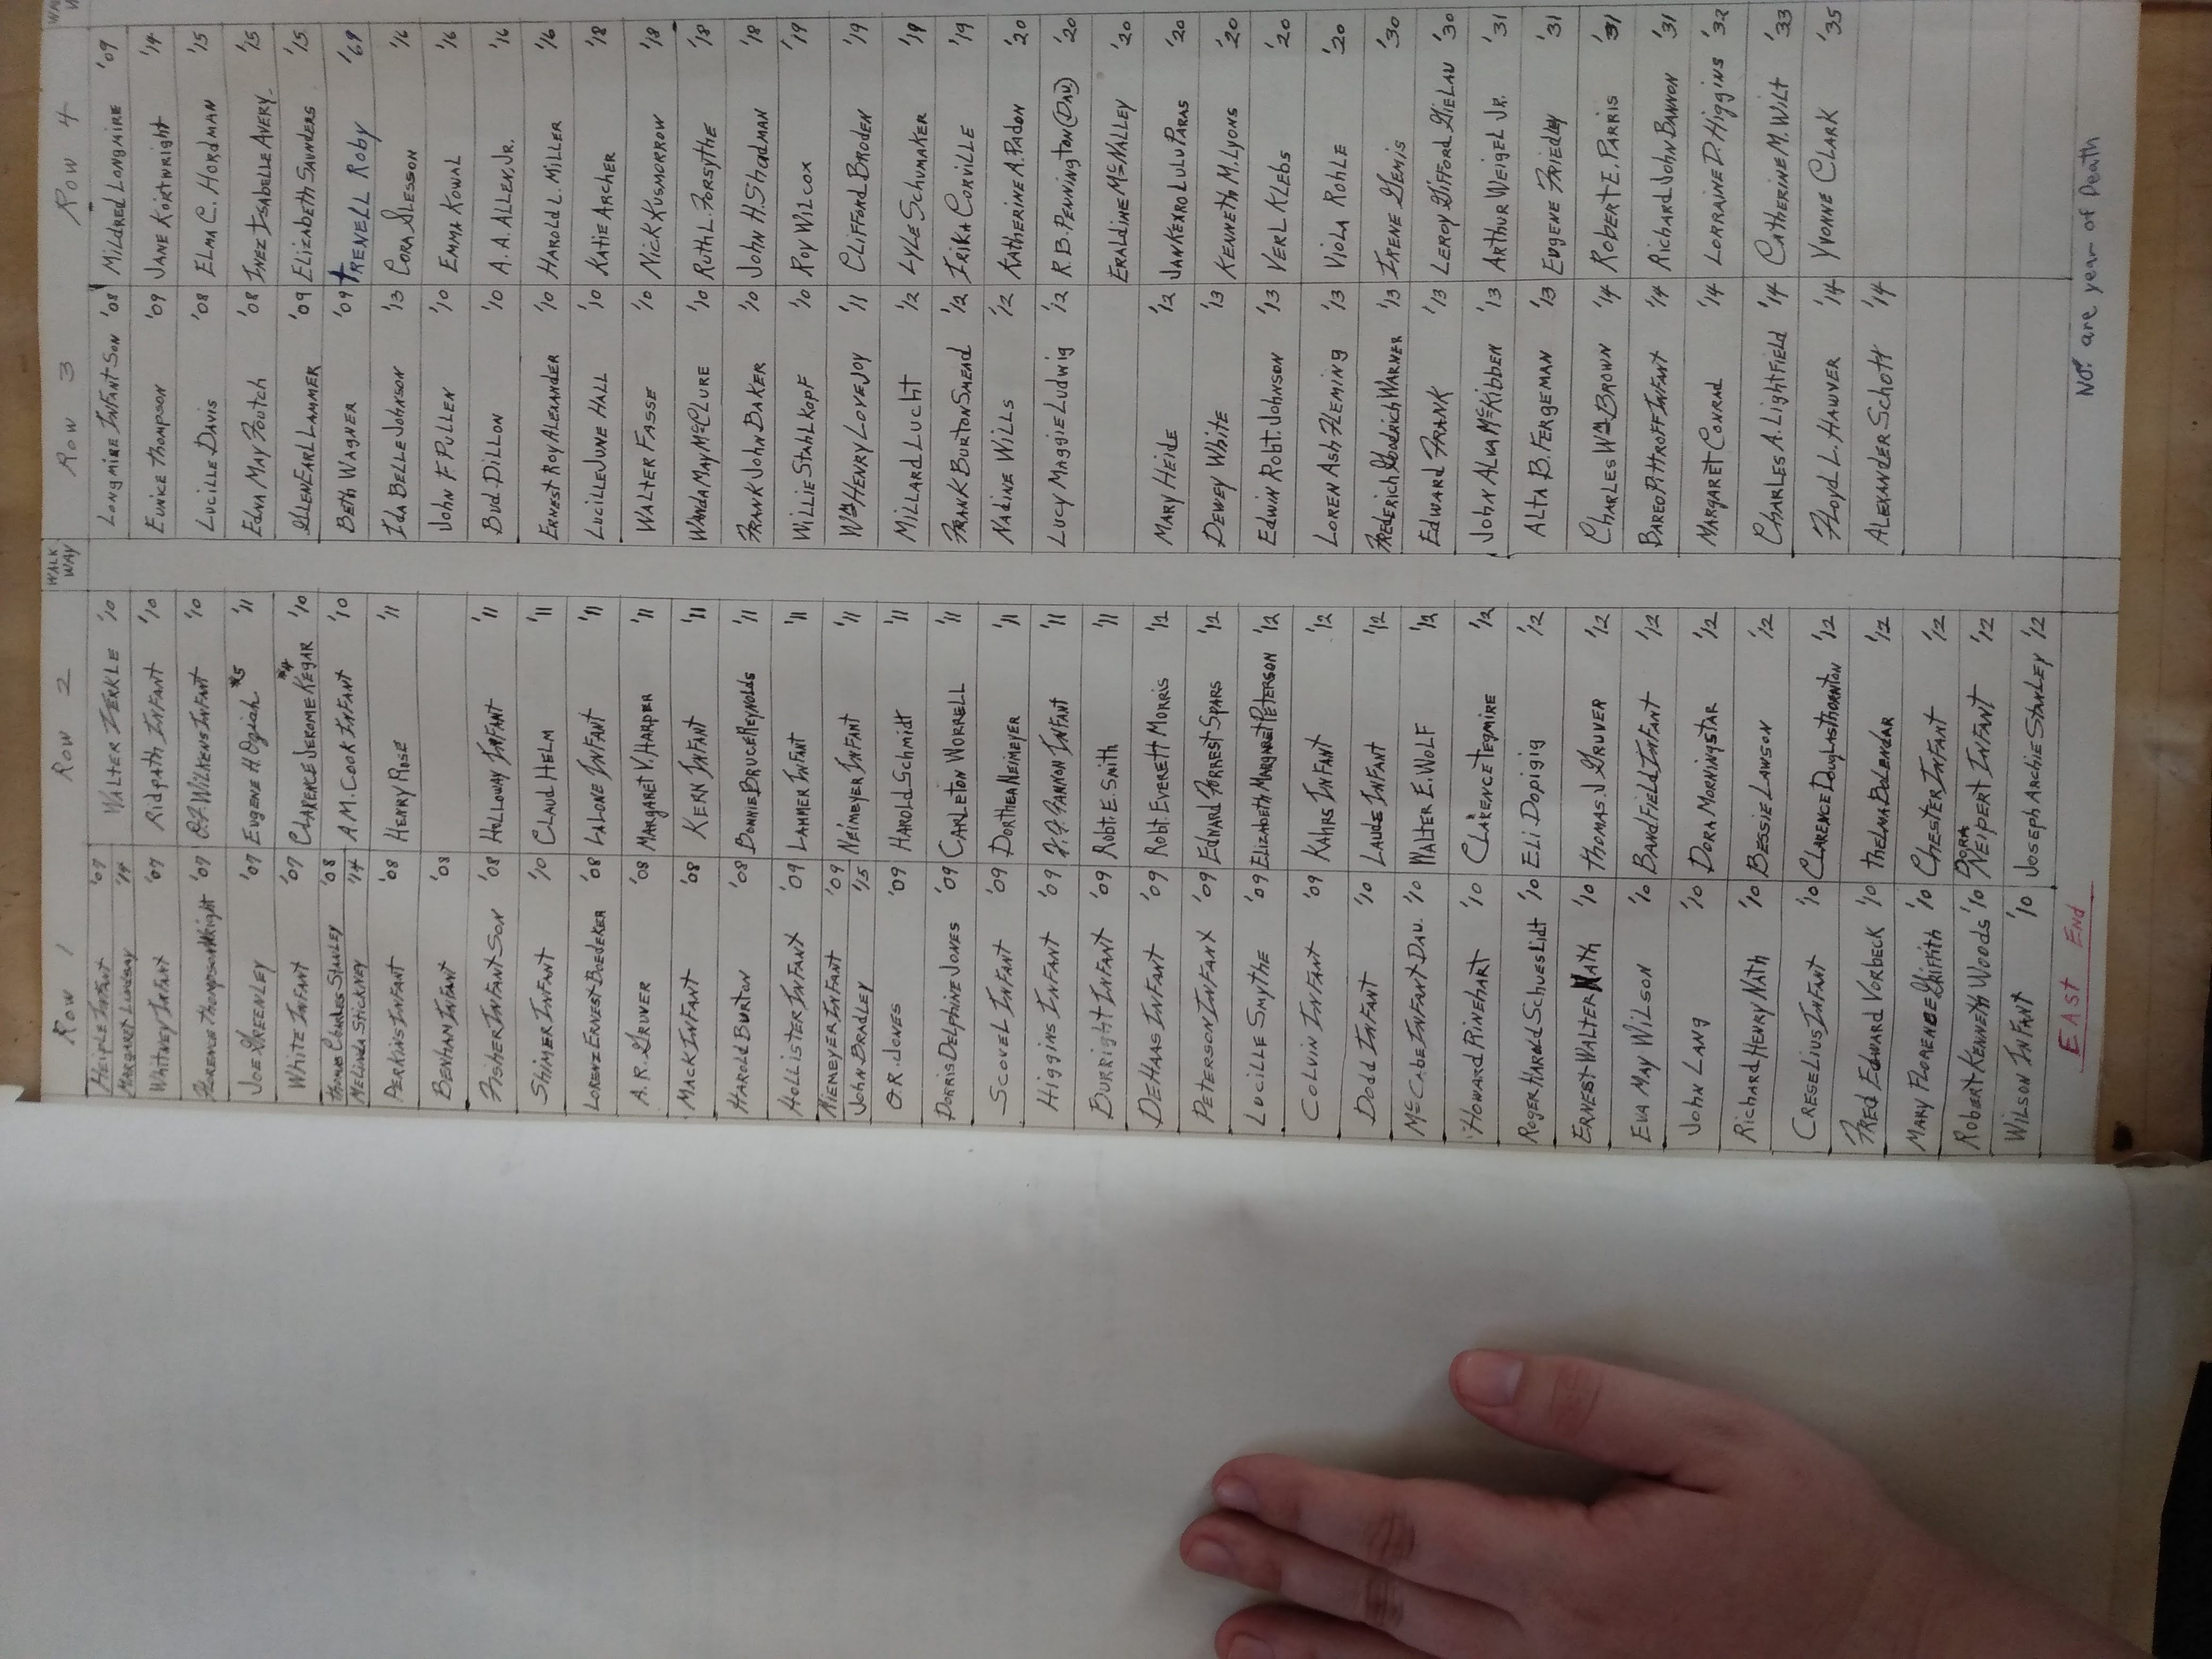 Row 1
Heiple Infant '07
Margaret Lindsay '14
Whitney Infant '07
Florence Thompson Wright '07
Joe Greenley '07
White Infant '07
Thomas Charles Stanley '08
Melinda Stickney '14
Perkins Infant '08
Benhan Infant '08
Fisher Infant Son '08
Shimer Infant '10
Lorenz Ernest Boedeker '08
A.R. Gruver '08
Mack Infant '08
Harold Burton '08
Hollister Infant '09
Niemeyer Infant '09
John Bradley '15
O.R. Jones '09
Dorris Delphine Jones '09
Scovel Infant '09
Higgins Infant '09
Burright Infant '09
DeHaas Infant '09
Peterson Infant '09
Lucille Smythe '09
Colvin Infant '09
Dodd Infant '10
McCabe Infant Dau. '10
Howard Rinehart '10
Roger Harold Schueslidt '10
Ernest Walter Nath '10
Eva May Wilson '10
John Lang '10
Richard Henry Nath '10
Creselius Infant '10
Fred Edward Vorbeck '10
Mary Florence Griffith '10
Robert Kenneth Woods '10
Wilson Infant '10
EAST End
Row 2
Walter Zerkle '10
Ridpath Infant '10
O.P. Wilkens Infant '10
Eugene H. Oziah #5 '11
Clarence Jerome Kegar #4 '10
A.M. Cook Infant '10
Henry Rose '11
Holloway Infant '11
Claud Helm '11
Lalone Infant '11
Margaret V. Harper '11
Kern Infant '11
Bonnie Bruce Reynolds '11
Lammer Infant '11
Neimeyer Infant '11
Harold Schmidt '11
Carleton Worrell '11
Dorthea Neimeyer '11
F.G. Fanton Infant '11
Robt. E. Smith '11
Robt. Everett Morris '12
Edward Forrest Spars '12
Elizabeth Margaret Peterson '12
Kahrs Infant '12
Laude Infant '12
Walter E. Wolf '12
Clarence Tegmire '12
Eli Dopigig '12
Thomas J. Gruver '12
Band Field Infant '12
Dora Morningstar '12
Bessie Lawson '12
Clarence Douglas Thornton '12
Thelma Bolendar '12
Chester Infant '12
Dora Neipert Infant '12
Joseph Archie Stanley '12
WALK WAY
Row 3
Longmire Infant Son '08
Eunice Thompson '09
Lucille Davis '08
Edna May Foutch '08
Glen Earl Lammer '09
Beth Wagner '09
Ida Belle Johnson '13
John F. Pullen '10
Bud Dillon '10
Ernest Roy Alexander '10
Lucille June Hall '10
Walter Fasse '10
Wanda May McClure '10
Frank John Baker '10
Willie Stahlkopf '10
Wm Henry Lovejoy '11
Millard Lucht '12
Frank Burton Smead '12
Nadine Wills '12
Lucy Maggie Ludwig '12
Mary Heide '12
Dewey White '13
Edwin Robt. Johnson '13
Loren Ash Fleming '13
Frederich Goodrich Warner '13
Edward Frank '13
John Alva McKibben '13
Alta B. Fergeman '13
Charles Wm. Brown '14
Bareo Pittroff Infant '14
Margaret Conrad '14
Charles A. Lightfield '14
Floyd L. Hawver '14
Alexander Schott '14
Row 4
Mildred Longmire '09
Jane Kortwright '14
Elma C. Hordman '15
Inez Isabelle Avery '15
Elizabeth Saunders '15
Trenell Roby '69
Cora Slesson '16
Emma Kowal '16
A.A. Allen, Jr. '16
Harold L. Miller '16
Katie Archer '18
Nick Kusmorrow '18
Ruth L. Forsythe '18
John H. Shadman '18
Roy Wilcox '19
Clifford Broden '19
Lyle Schumaker '19
Erika Corville '19
Katherine A. Padon '20
R.B. Pennington (Dau) '20
Eraldine McNalley '20
Jankexro Lulu Paras '20
Kenneth M. Lyons '20
Verl Klebs '20
Viola Rohle '20
Irene Gemis '30
Leroy Gifford Gielau '30
Arthur Weigel Jr. '31
Eugene Friedley '31
Robert E. Parris '31
Richard John Bannon '31
Lorraine D. Higgins '32
Catherine M. Wilt '33
Yvonne Clark '35
NO.s are year of Death